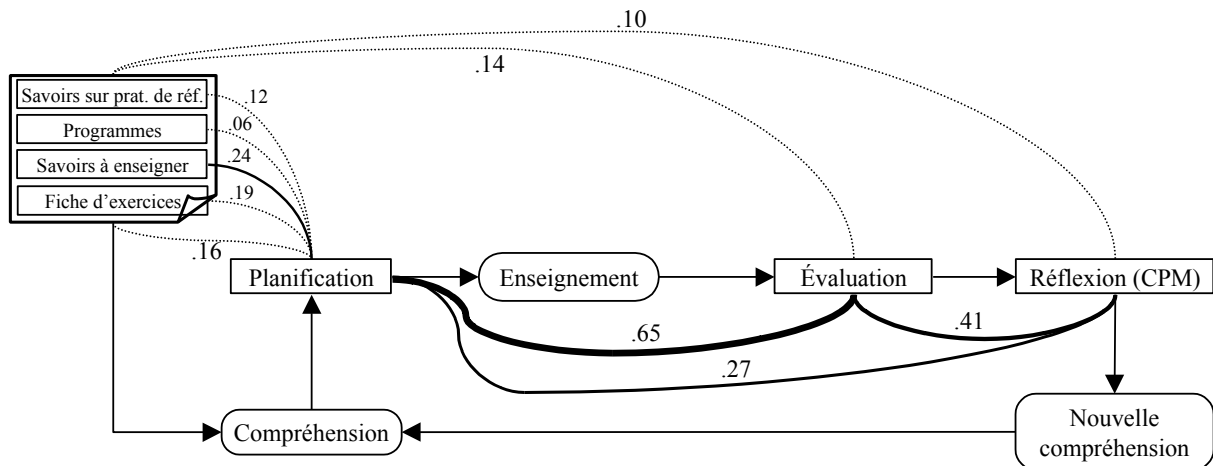 .10
.14
Savoirs sur prat. de réf.
.12
Programmes
.06
Savoirs à enseigner
.24
Fiche d’exercices
.19
.16
Planification
Enseignement
Évaluation
Réflexion (CPM)
.65
.41
.27
Compréhension
Nouvelle
compréhension